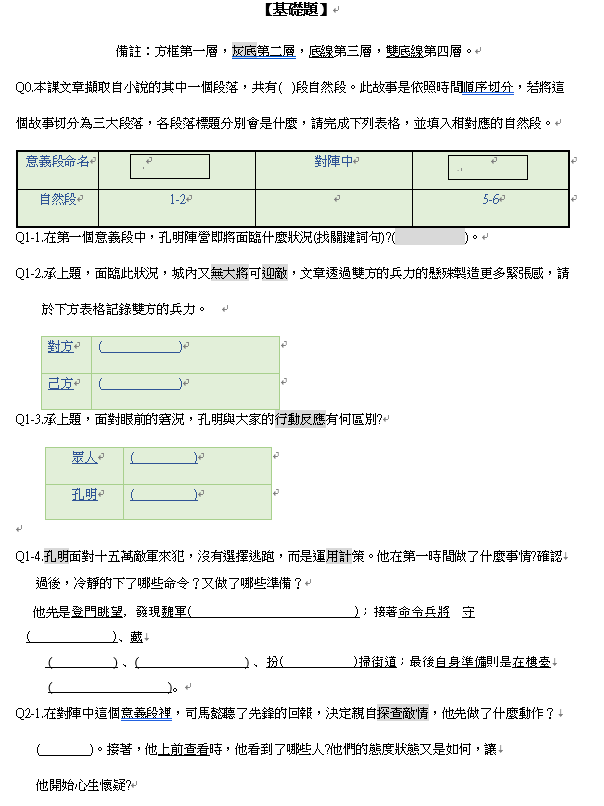 【基礎題】
備註：方框第一層，灰底第二層，底線第三層，雙底線第四層。
Q0.本課文章擷取自小說的其中一個段落，共有( )段自然段。此故事是依照時間順序切分，若將這
個故事切分為三大段落，各段落標題分別會是什麼，請完成下列表格，並填入相對應的自然段。
意義段命名 對陣中
自然段 1-2 5-6
Q1-1.在第一個意義段中，孔明陣營即將面臨什麼狀況(找關鍵詞句)?( )。
Q1-2.承上題，面臨此狀況，城內又無大將可迎敵，文章透過雙方的兵力的懸殊製造更多緊張感，請
於下方表格記錄雙方的兵力。
對方 (____________)
己方 (____________)
Q1-3.承上題，面對眼前的窘況，孔明與大家的行動反應有何區別?
眾人 (__________)
孔明 (__________)
Q1-4.孔明面對十五萬敵軍來犯，沒有選擇逃跑，而是運用計策。他在第一時間做了什麼事情?確認
過後，冷靜的下了哪些命令？又做了哪些準備？
他先是登門眺望，發現魏軍( )；接著命令兵將 守
( )、戴
( )、( )、扮( )掃街道；最後自身準備則是在樓臺
( )。
Q2-1.在對陣中這個意義段裡，司馬懿聽了先鋒的回報，決定親自探查敵情，他先做了什麼動作？
(________)。接著，他上前查看時，他看到了哪些人?他們的態度狀態又是如何，讓
他開始心生懷疑?